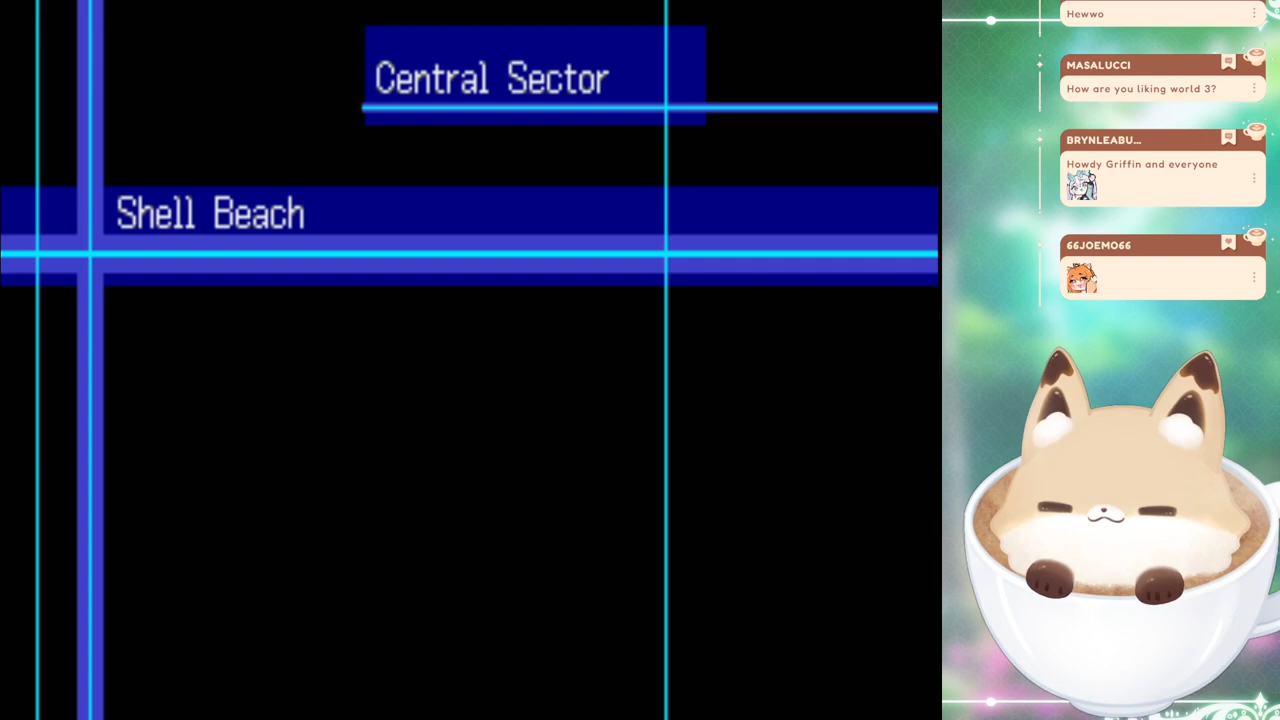 Central Sector
Shell Beach
Hewwo
MASALUCCI
How are you liking world 3?
BRYNLEABU...
Howdy Griffin and everyone
66JOEMO66